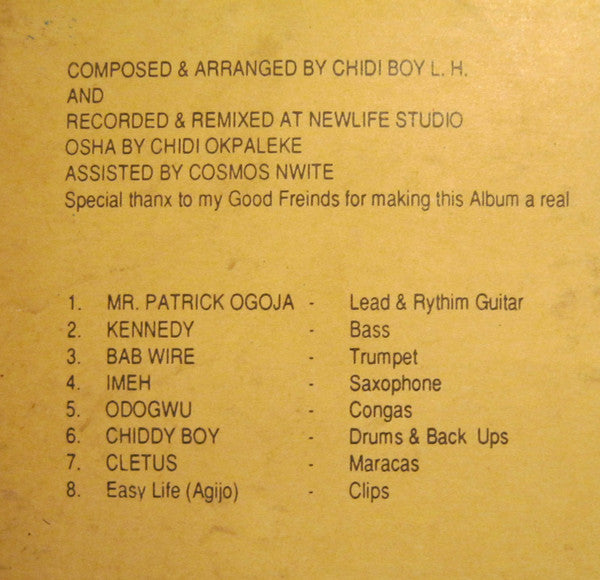 COMPOSED & ARRANGED BY CHIDI BOY L. H.
AND
RECORDED & REMIXED AT NEWLIFE STUDIO
OSHA BY CHIDI OKPALEKE
ASSISTED BY COSMOS NWITE
Special thanx to my Good Freinds for making this Album a real
1. MR. PATRICK OGOJA - Lead & Rythim Guitar
2. KENNEDY - Bass
3. BAB WIRE - Trumpet
4. IMEH - Saxophone
5. ODOGWU - Congas
6. CHIDDY BOY - Drums & Back Ups
7. CLETUS - Maracas
8. Easy Life (Agijo) - Clips